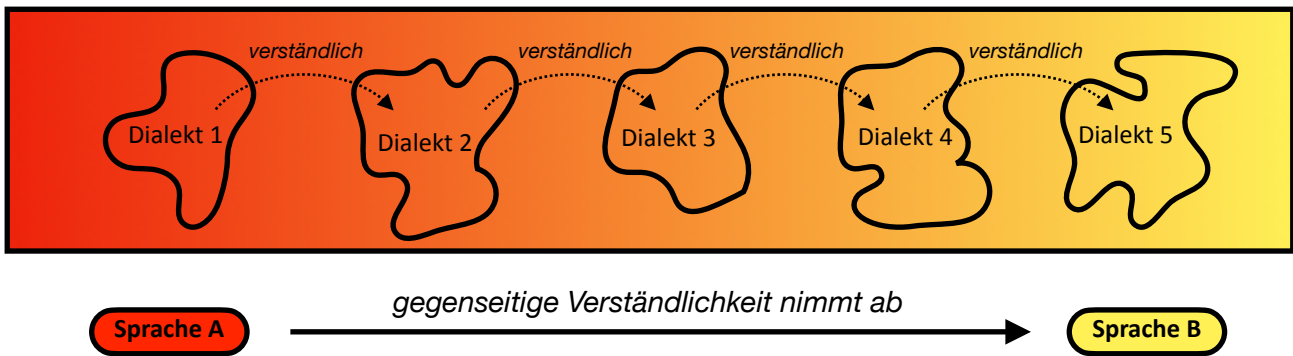 verständlich
verständlich
verständlich
verständlich
Dialekt 1
Dialekt 2
Dialekt 3
Dialekt 4
Dialekt 5
gegenseitige Verständlichkeit nimmt ab
Sprache A
Sprache B